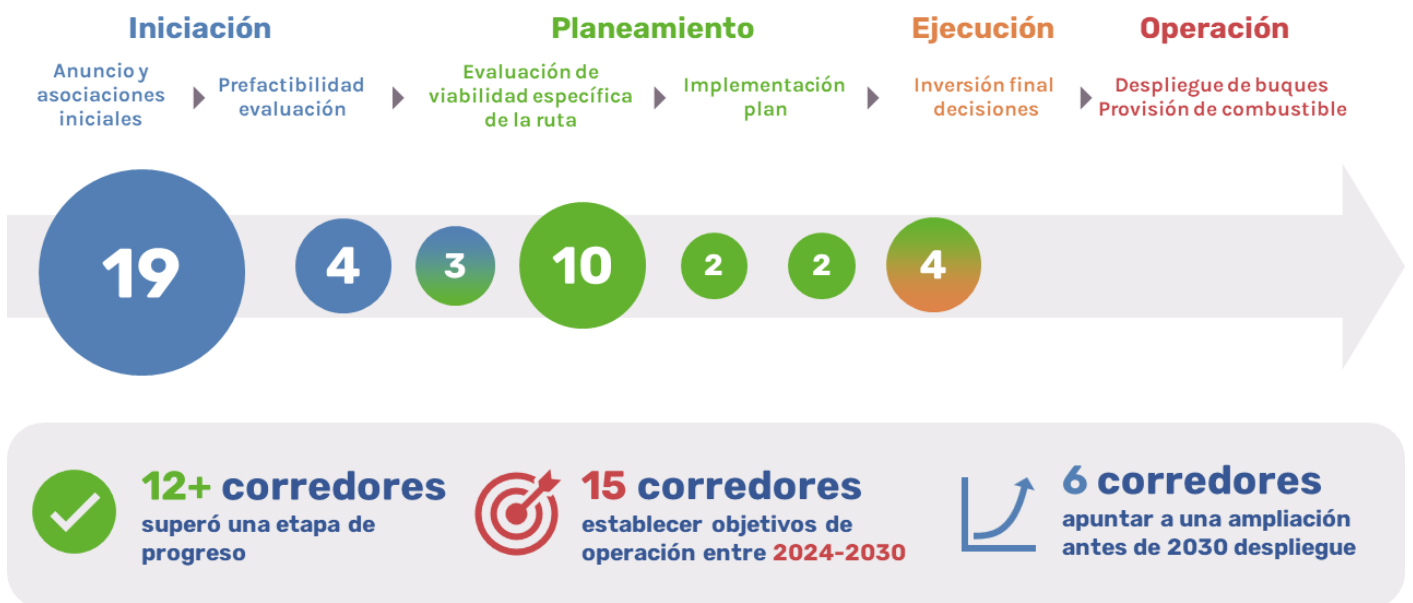 Iniciación
Planeamiento
Ejecución
Operación
Anuncio y
asociaciones
iniciales
Prefactibilidad
evaluación
Evaluación de
viabilidad específica
de la ruta
Implementación
plan
Inversión final
decisiones
Despliegue de buques
Provisión de combustible
19
4
3
10
2
2
4
12+ corredores
superó una etapa de
progreso
15 corredores
establecer objetivos de
operación entre 2024-2030
6 corredores
apuntar a una ampliación
antes de 2030 despliegue